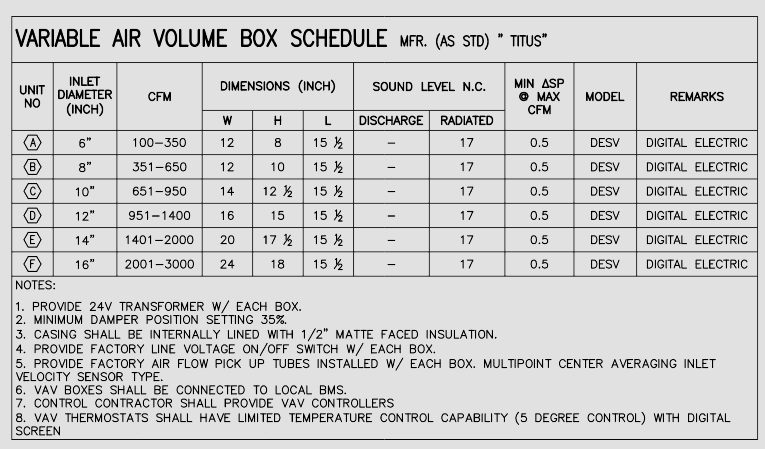 VARIABLE AIR VOLUME BOX SCHEDULE MFR. (AS STD) " TITUS"
UNIT NO INLET DIAMETER (INCH) CFM DIMENSIONS (INCH) SOUND LEVEL N.C. MIN ΔSP @ MAX CFM MODEL REMARKS
W H L DISCHARGE RADIATED
A 6" 100-350 12 8 15 ½ - 17 0.5 DESV DIGITAL ELECTRIC
B 8" 351-650 12 10 15 ½ - 17 0.5 DESV DIGITAL ELECTRIC
C 10" 651-950 14 12 ½ 15 ½ - 17 0.5 DESV DIGITAL ELECTRIC
D 12" 951-1400 16 15 15 ½ - 17 0.5 DESV DIGITAL ELECTRIC
E 14" 1401-2000 20 17 ½ 15 ½ - 17 0.5 DESV DIGITAL ELECTRIC
F 16" 2001-3000 24 18 15 ½ - 17 0.5 DESV DIGITAL ELECTRIC
NOTES:
1. PROVIDE 24V TRANSFORMER W/ EACH BOX.
2. MINIMUM DAMPER POSITION SETTING 35%.
3. CASING SHALL BE INTERNALLY LINED WITH 1/2" MATTE FACED INSULATION.
4. PROVIDE FACTORY LINE VOLTAGE ON/OFF SWITCH W/ EACH BOX.
5. PROVIDE FACTORY AIR FLOW PICK UP TUBES INSTALLED W/ EACH BOX. MULTIPOINT CENTER AVERAGING INLET
VELOCITY SENSOR TYPE.
6. VAV BOXES SHALL BE CONNECTED TO LOCAL BMS.
7. CONTROL CONTRACTOR SHALL PROVIDE VAV CONTROLLERS
8. VAV THERMOSTATS SHALL HAVE LIMITED TEMPERATURE CONTROL CAPABILITY (5 DEGREE CONTROL) WITH DIGITAL
SCREEN